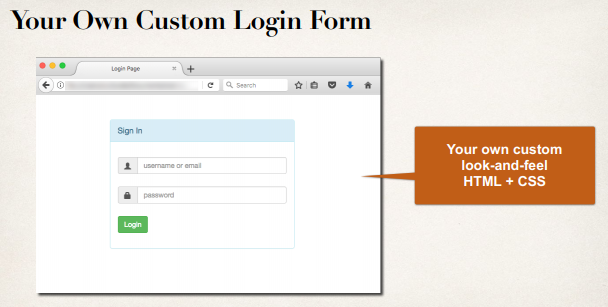 Your Own Custom Login Form
Login Page
Search
Sign In
username or email
password
Login
Your own custom
look-and-feel
HTML + CSS